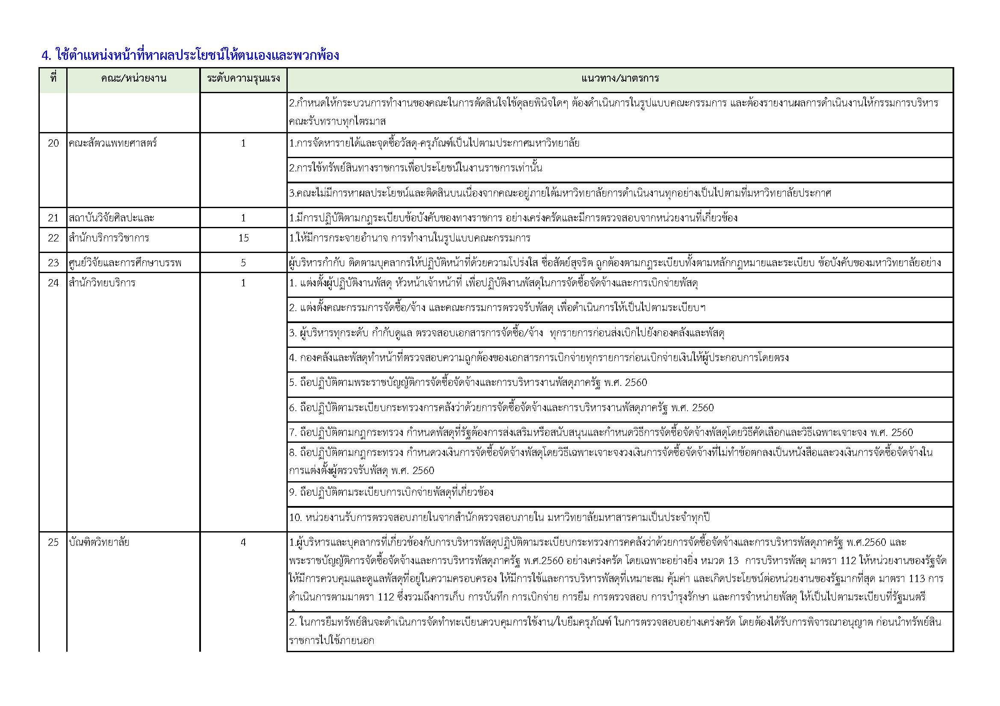 4. ใช้ตำแหน่งหน้าที่หาผลประโยชน์ให้ตนเองและพวกพ้อง
ที่ คณะ/หน่วยงาน ระดับความรุนแรง แนวทาง/มาตรการ
2.กำหนดให้กระบวนการทำงานของคณะในการตัดสินใจใช้ดุลยพินิจใดๆ ต้องดำเนินการในรูปแบบคณะกรรมการ และต้องรายงานผลการดำเนินงานให้กรรมการบริหาร
คณะรับทราบทุกไตรมาส
20 คณะสัตวแพทยศาสตร์ 1 1.การจัดหารายได้และจุดซื้อวัสดุ-ครุภัณฑ์เป็นไปตามประกาศมหาวิทยาลัย
2.การใช้ทรัพย์สินทางราชการเพื่อประโยชน์ในงานราชการเท่านั้น
3.คณะไม่มีการหาผลประโยชน์และติดสินบนเนื่องจากคณะอยู่ภายใต้มหาวิทยาลัยการดำเนินงานทุกอย่างเป็นไปตามที่มหาวิทยาลัยประกาศ
21 สถาบันวิจัยศิลปะและ 1 1.มีการปฏิบัติตามกฎระเบียบข้อบังคับของทางราชการ อย่างเคร่งครัดและมีการตรวจสอบจากหน่วยงานที่เกี่ยวข้อง
22 สำนักบริการวิชาการ 15 1.ให้มีการกระจายอำนาจ การทำงานในรูปแบบคณะกรรมการ
23 ศูนย์วิจัยและการศึกษาบรรพ 5 ผู้บริหารกำกับ ติดตามบุคลากรให้ปฏิบัติหน้าที่ด้วยความโปร่งใส ซื่อสัตย์สุจริต ถูกต้องตามกฎระเบียบทั้งตามหลักกฎหมายและระเบียบ ข้อบังคับของมหาวิทยาลัยอย่าง
24 สำนักวิทยบริการ 1 1. แต่งตั้งผู้ปฏิบัติงานพัสดุ หัวหน้าเจ้าหน้าที่ เพื่อปฏิบัติงานพัสดุในการจัดซื้อจัดจ้างและการเบิกจ่ายพัสดุ
2. แต่งตั้งคณะกรรมการจัดซื้อ/จ้าง และคณะกรรมการตรวจรับพัสดุ เพื่อดำเนินการให้เป็นไปตามระเบียบฯ
3. ผู้บริหารทุกระดับ กำกับดูแล ตรวจสอบเอกสารการจัดซื้อ/จ้าง ทุกรายการก่อนส่งเบิกไปยังกองคลังและพัสดุ
4. กองคลังและพัสดุทำหน้าที่ตรวจสอบความถูกต้องของเอกสารการเบิกจ่ายทุกรายการก่อนเบิกจ่ายเงินให้ผู้ประกอบการโดยตรง
5. ถือปฏิบัติตามพระราชบัญญัติการจัดซื้อจัดจ้างและการบริหารงานพัสดุภาครัฐ พ.ศ. 2560
6. ถือปฏิบัติตามระเบียบกระทรวงการคลังว่าด้วยการจัดซื้อจัดจ้างและการบริหารงานพัสดุภาครัฐ พ.ศ. 2560
7. ถือปฏิบัติตามกฎกระทรวง กำหนดพัสดุที่รัฐต้องการส่งเสริมหรือสนับสนุนและกำหนดวิธีการจัดซื้อจัดจ้างพัสดุโดยวิธีคัดเลือกและวิธีเฉพาะเจาะจง พ.ศ. 2560
8. ถือปฏิบัติตามกฎกระทรวง กำหนดวงเงินการจัดซื้อจัดจ้างพัสดุโดยวิธีเฉพาะเจาะจงวงเงินการจัดซื้อจัดจ้างที่ไม่ทำข้อตกลงเป็นหนังสือและวงเงินการจัดซื้อจัดจ้างใน
การแต่งตั้งผู้ตรวจรับพัสดุ พ.ศ. 2560
9. ถือปฏิบัติตามระเบียบการเบิกจ่ายพัสดุที่เกี่ยวข้อง
10. หน่วยงานรับการตรวจสอบภายในจากสำนักตรวจสอบภายใน มหาวิทยาลัยมหาสารคามเป็นประจำทุกปี
25 บัณฑิตวิทยาลัย 4 1.ผู้บริหารและบุคลากรที่เกี่ยวข้องกับการบริหารพัสดุปฏิบัติตามระเบียบกระทรวงการคคลังว่าด้วยการจัดซื้อจัดจ้างและการบริหารพัสดุภาครัฐ พ.ศ.2560 และ
พระราชบัญญัติการจัดซื้อจัดจ้างและการบริหารพัสดุภาครัฐ พ.ศ.2560 อย่างเคร่งครัด โดยเฉพาะอย่างยิ่ง หมวด 13 การบริหารพัสดุ มาตรา 112 ให้หน่วยงานของรัฐจัด
ให้มีการควบคุมและดูแลพัสดุที่อยู่ในความครอบครอง ให้มีการใช้และการบริหารพัสดุที่เหมาะสม คุ้มค่า และเกิดประโยชน์ต่อหน่วยงานของรัฐมากที่สุด มาตรา 113 การ
ดำเนินการตามมาตรา 112 ซึ่งรวมถึงการเก็บ การบันทึก การเบิกจ่าย การยืม การตรวจสอบ การบำรุงรักษา และการจำหน่ายพัสดุ ให้เป็นไปตามระเบียบที่รัฐมนตรี
2. ในการยืมทรัพย์สินจะดำเนินการจัดทำทะเบียนควบคุมการใช้งาน/ใบยืมครุภัณฑ์ ในการตรวจสอบอย่างเคร่งครัด โดยต้องได้รับการพิจารณาอนุญาต ก่อนนำทรัพย์สิน
ราชการไปใช้ภายนอก